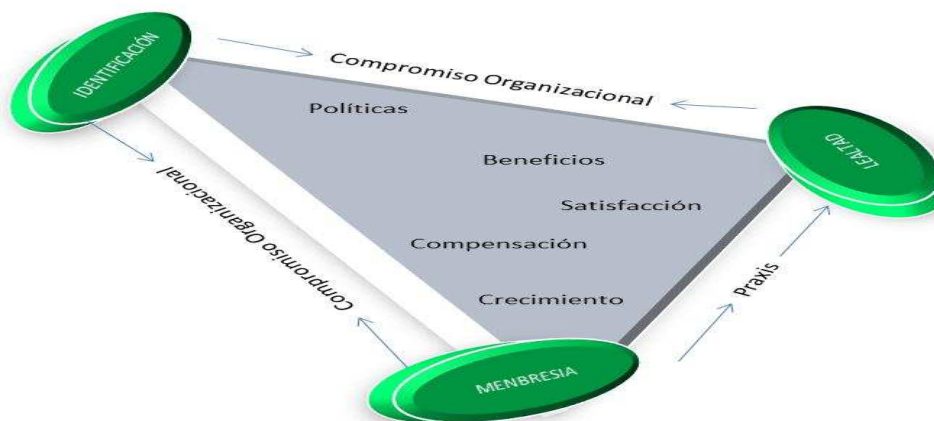 IDENTIFICACIÓN
Compromiso Organizacional
Políticas
LEALTAD
Beneficios
Satisfacción
Compromiso Organizacional
Compensación
Praxis
Crecimiento
MENBRESIA